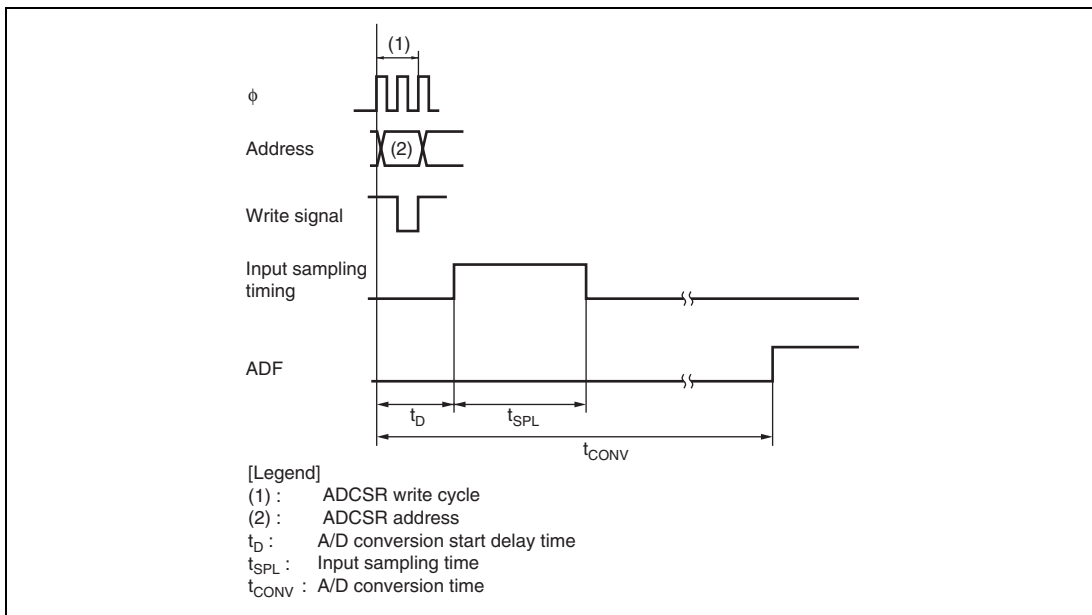 (1)
ϕ
Address
(2)
Write signal
Input sampling
timing
ADF
tD
tSPL
tCONV
[Legend]
(1) : ADCSR write cycle
(2) : ADCSR address
tD : A/D conversion start delay time
tSPL : Input sampling time
tCONV : A/D conversion time